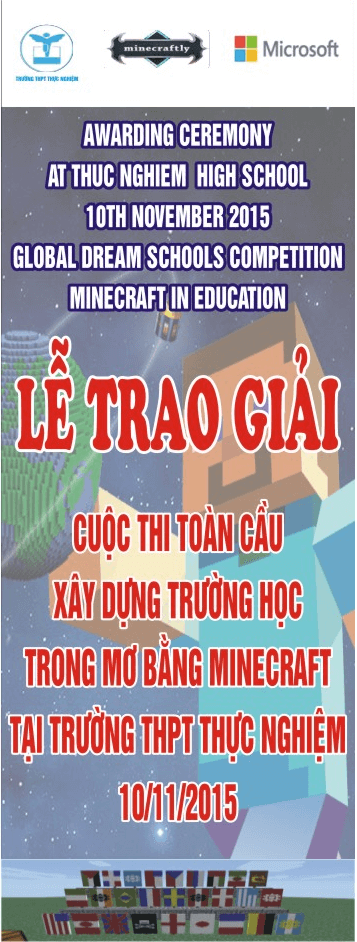 TRƯỜNG THPT THỰC NGHIỆM
minecraftly
Microsoft
AWARDING CEREMONY
AT THUC NGHIEM HIGH SCHOOL
10TH NOVEMBER 2015
GLOBAL DREAM SCHOOLS COMPETITION
MINECRAFT IN EDUCATION
LỄ TRAO GIẢI
CUỘC THI TOÀN CẦU
XÂY DỰNG TRƯỜNG HỌC
TRONG MƠ BẰNG MINECRAFT
TẠI TRƯỜNG THPT THỰC NGHIỆM
10/11/2015